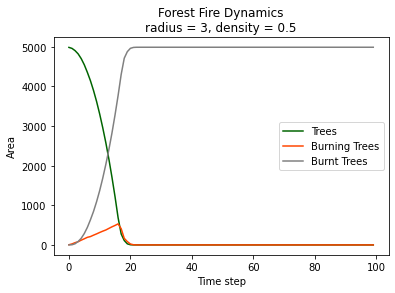 Forest Fire Dynamics
radius = 3, density = 0.5
5000
4000
3000
2000
1000
0
Area
Trees
Burning Trees
Burnt Trees
0 20 40 60 80 100
Time step